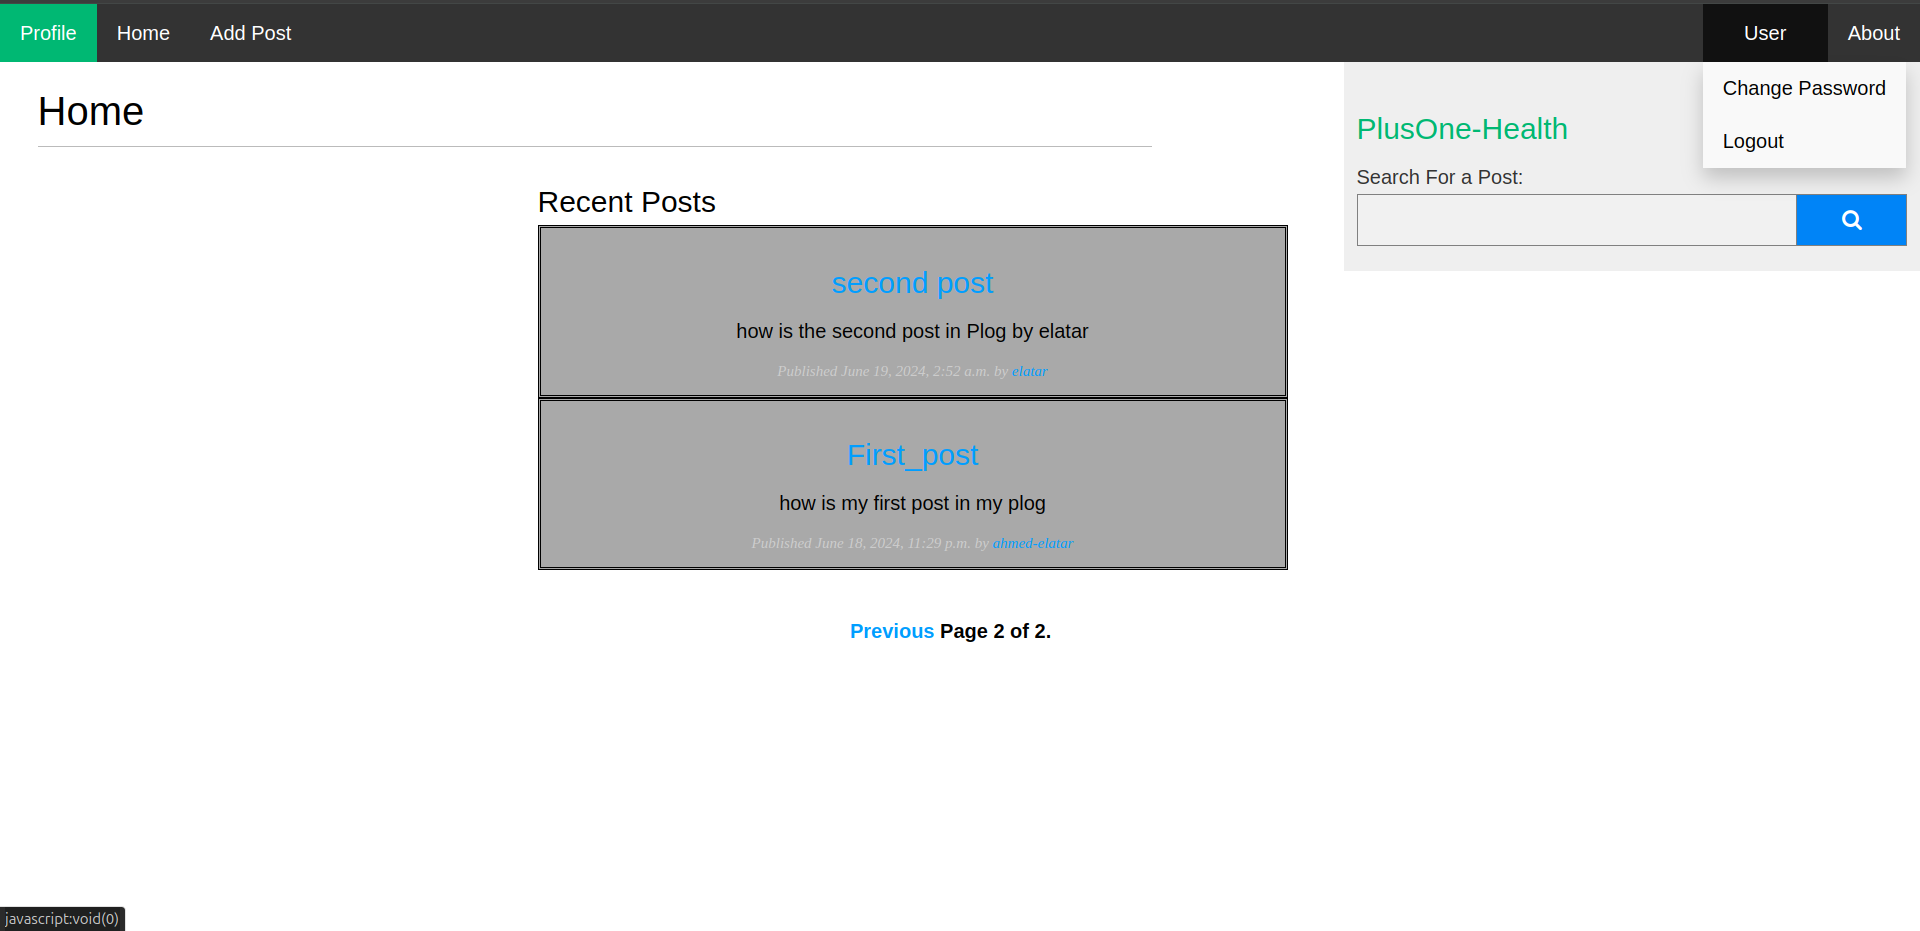 Profile Home Add Post User About
Change Password
Logout
Home
PlusOne-Health
Search For a Post:
Recent Posts
second post
how is the second post in Plog by elatar
Published June 19, 2024, 2:52 a.m. by elatar
First_post
how is my first post in my plog
Published June 18, 2024, 11:29 p.m. by ahmed-elatar
Previous Page 2 of 2.
javascript:void(0)